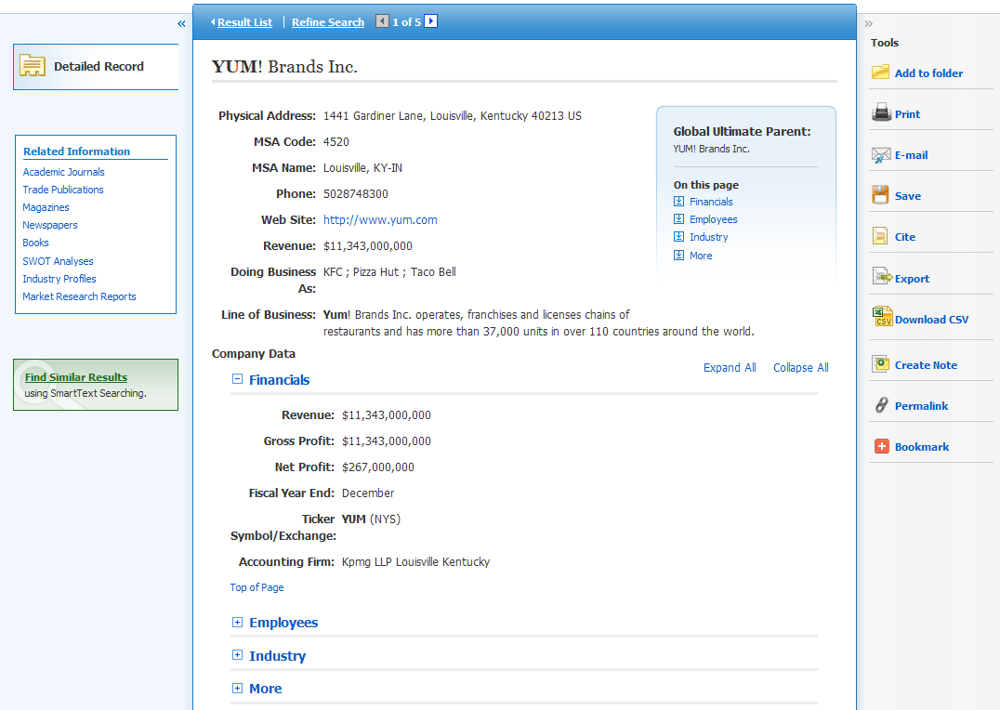 Result List | Refine Search 1 of 5
Detailed Record
Related Information
Academic Journals
Trade Publications
Magazines
Newspapers
Books
SWOT Analyses
Industry Profiles
Market Research Reports
Find Similar Results
using SmartText Searching.
YUM! Brands Inc.
Physical Address: 1441 Gardiner Lane, Louisville, Kentucky 40213 US
MSA Code: 4520
MSA Name: Louisville, KY-IN
Phone: 5028748300
Web Site: http://www.yum.com
Revenue: $11,343,000,000
Doing Business KFC ; Pizza Hut ; Taco Bell
As:
Line of Business: Yum! Brands Inc. operates, franchises and licenses chains of
restaurants and has more than 37,000 units in over 110 countries around the world.
Global Ultimate Parent:
YUM! Brands Inc.
On this page
Financials
Employees
Industry
More
Company Data
Expand All Collapse All
Financials
Revenue: $11,343,000,000
Gross Profit: $11,343,000,000
Net Profit: $267,000,000
Fiscal Year End: December
Ticker YUM (NYS)
Symbol/Exchange:
Accounting Firm: Kpmg LLP Louisville Kentucky
Top of Page
Employees
Industry
More
Tools
Add to folder
Print
E-mail
Save
Cite
Export
CSV
Download CSV
Create Note
Permalink
Bookmark